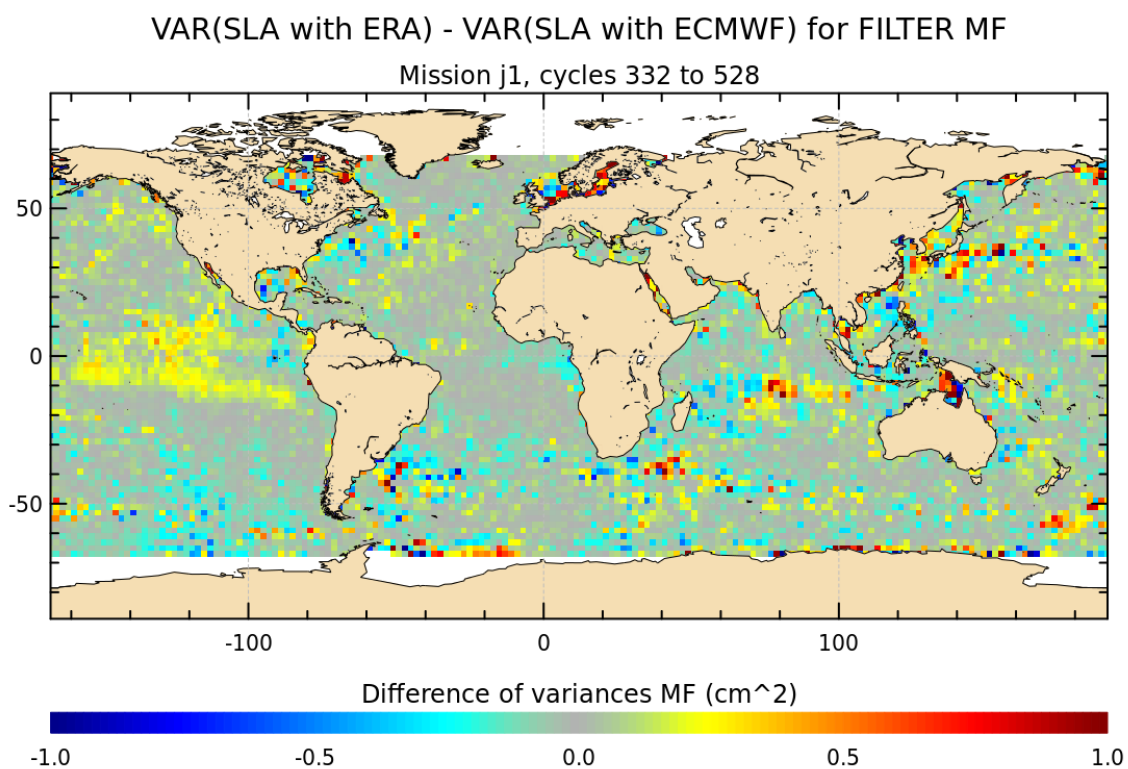 VAR(SLA with ERA) - VAR(SLA with ECMWF) for FILTER MF
Mission j1, cycles 332 to 528
50
0
-50
-100 0 100
Difference of variances MF (cm^2)
-1.0 -0.5 0.0 0.5 1.0